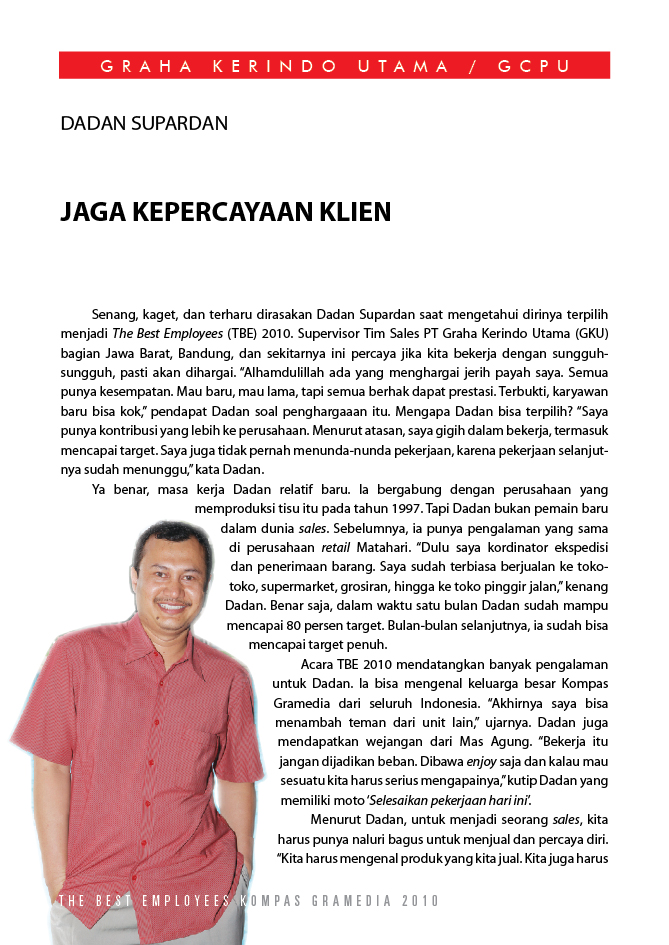 GRAHA KERINDO UTAMA / GCPU
DADAN SUPARDAN
JAGA KEPERCAYAAN KLIEN
Senang, kaget, dan terharu dirasakan Dadan Supardan saat mengetahui dirinya terpilih
menjadi The Best Employees (TBE) 2010. Supervisor Tim Sales PT Graha Kerindo Utama (GKU)
bagian Jawa Barat, Bandung, dan sekitarnya ini percaya jika kita bekerja dengan sungguh-
sungguh, pasti akan dihargai. “Alhamdulillah ada yang menghargai jerih payah saya. Semua
punya kesempatan. Mau baru, mau lama, tapi semua berhak dapat prestasi. Terbukti, karyawan
baru bisa kok,” pendapat Dadan soal penghargaaan itu. Mengapa Dadan bisa terpilih? “Saya
punya kontribusi yang lebih ke perusahaan. Menurut atasan, saya gigih dalam bekerja, termasuk
mencapai target. Saya juga tidak pernah menunda-nunda pekerjaan, karena pekerjaan selanjut-
nya sudah menunggu,” kata Dadan.
Ya benar, masa kerja Dadan relatif baru. Ia bergabung dengan perusahaan yang
memproduksi tisu itu pada tahun 1997. Tapi Dadan bukan pemain baru
dalam dunia sales. Sebelumnya, ia punya pengalaman yang sama
di perusahaan retail Matahari. “Dulu saya kordinator ekspedisi
dan penerimaan barang. Saya sudah terbiasa berjualan ke toko-
toko, supermarket, grosiran, hingga ke toko pinggir jalan,” kenang
Dadan. Benar saja, dalam waktu satu bulan Dadan sudah mampu
mencapai 80 persen target. Bulan-bulan selanjutnya, ia sudah bisa
mencapai target penuh.
Acara TBE 2010 mendatangkan banyak pengalaman
untuk Dadan. Ia bisa mengenal keluarga besar Kompas
Gramedia dari seluruh Indonesia. “Akhirnya saya bisa
menambah teman dari unit lain,” ujarnya. Dadan juga
mendapatkan wejangan dari Mas Agung. “Bekerja itu
jangan dijadikan beban. Dibawa enjoy saja dan kalau mau
sesuatu kita harus serius mengapainya,” kutip Dadan yang
memiliki moto ‘Selesaikan pekerjaan hari ini’.
Menurut Dadan, untuk menjadi seorang sales, kita
harus punya naluri bagus untuk menjual dan percaya diri.
“Kita harus mengenal produk yang kita jual. Kita juga harus
THE BEST EMPLOYEES KOMPAS GRAMEDIA 2010